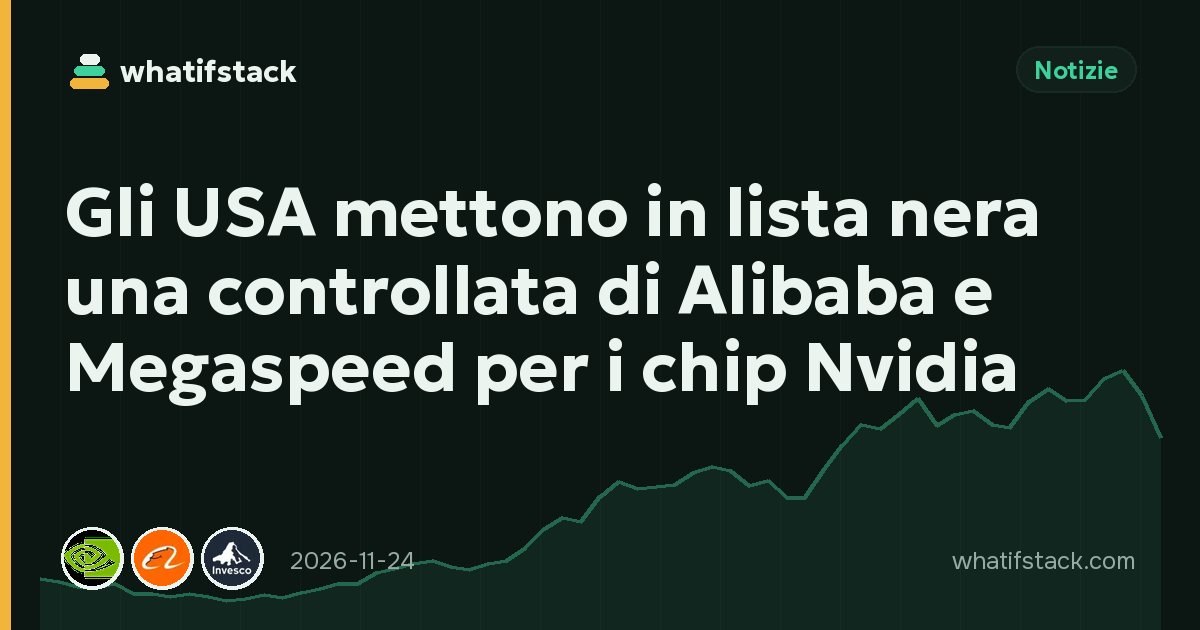 whatifstack
Notizie
Gli USA mettono in lista nera
una controllata di Alibaba e
Megaspeed per i chip Nvidia
Invesco
2026-11-24
whatifstack.com